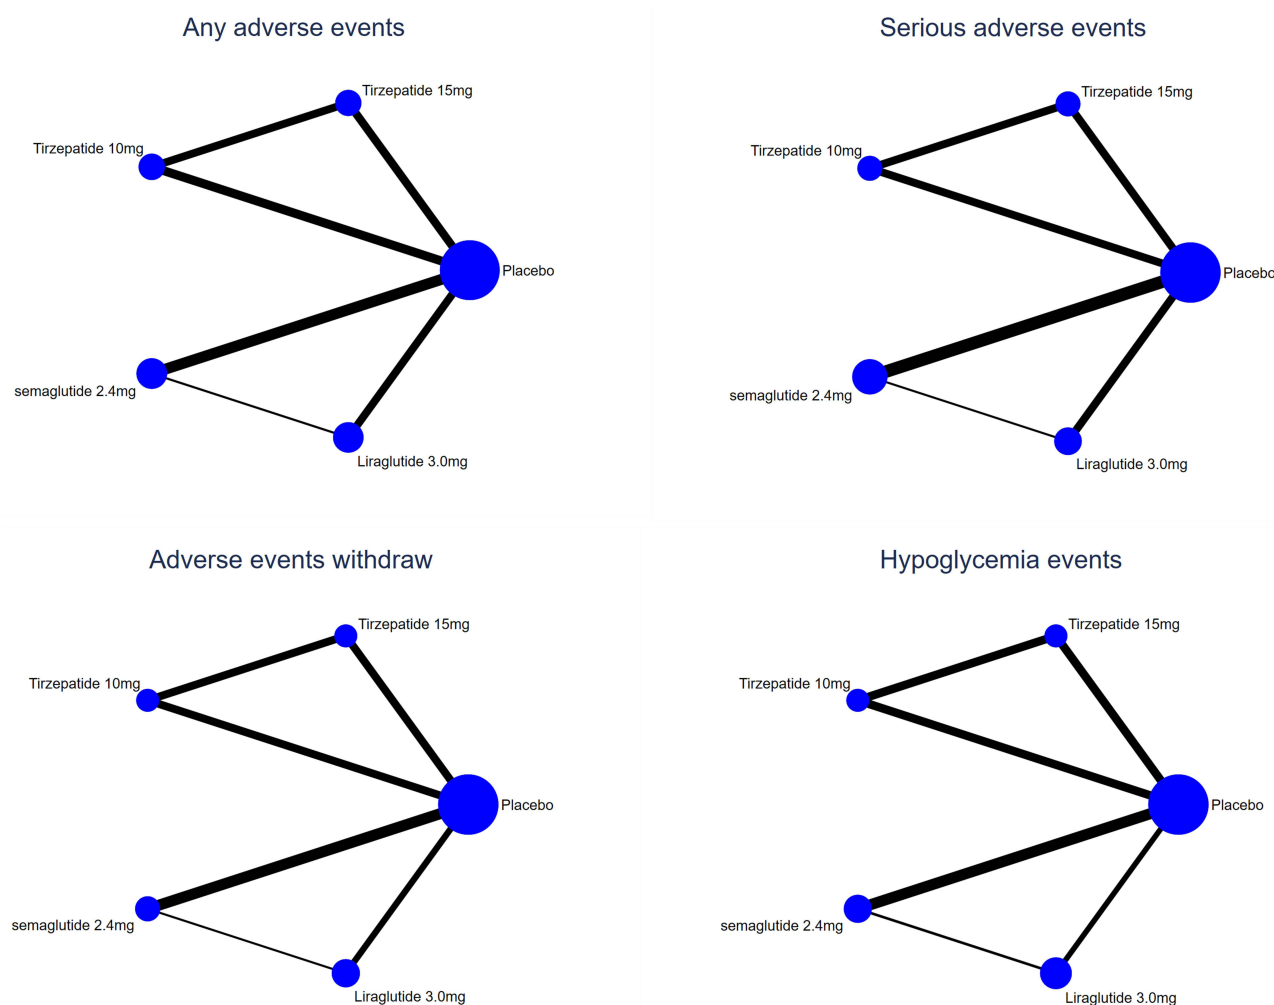 Any adverse events
Tirzepatide 15mg
Tirzepatide 10mg
Placebo
semaglutide 2.4mg
Liraglutide 3.0mg
Serious adverse events
Tirzepatide 15mg
Tirzepatide 10mg
Placebo
semaglutide 2.4mg
Liraglutide 3.0mg
Adverse events withdraw
Tirzepatide 15mg
Tirzepatide 10mg
Placebo
semaglutide 2.4mg
Liraglutide 3.0mg
Hypoglycemia events
Tirzepatide 15mg
Tirzepatide 10mg
Placebo
semaglutide 2.4mg
Liraglutide 3.0mg